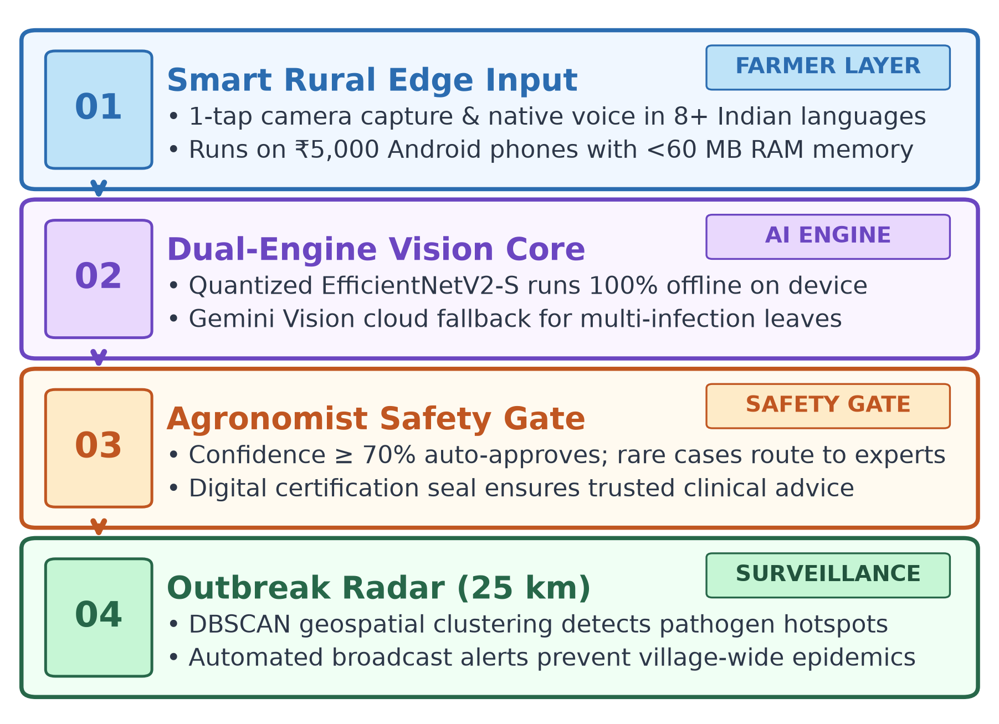 FARMER LAYER
01
Smart Rural Edge Input
• 1-tap camera capture & native voice in 8+ Indian languages
• Runs on ₹5,000 Android phones with <60 MB RAM memory
AI ENGINE
02
Dual-Engine Vision Core
• Quantized EfficientNetV2-S runs 100% offline on device
• Gemini Vision cloud fallback for multi-infection leaves
SAFETY GATE
03
Agronomist Safety Gate
• Confidence ≥ 70% auto-approves; rare cases route to experts
• Digital certification seal ensures trusted clinical advice
SURVEILLANCE
04
Outbreak Radar (25 km)
• DBSCAN geospatial clustering detects pathogen hotspots
• Automated broadcast alerts prevent village-wide epidemics